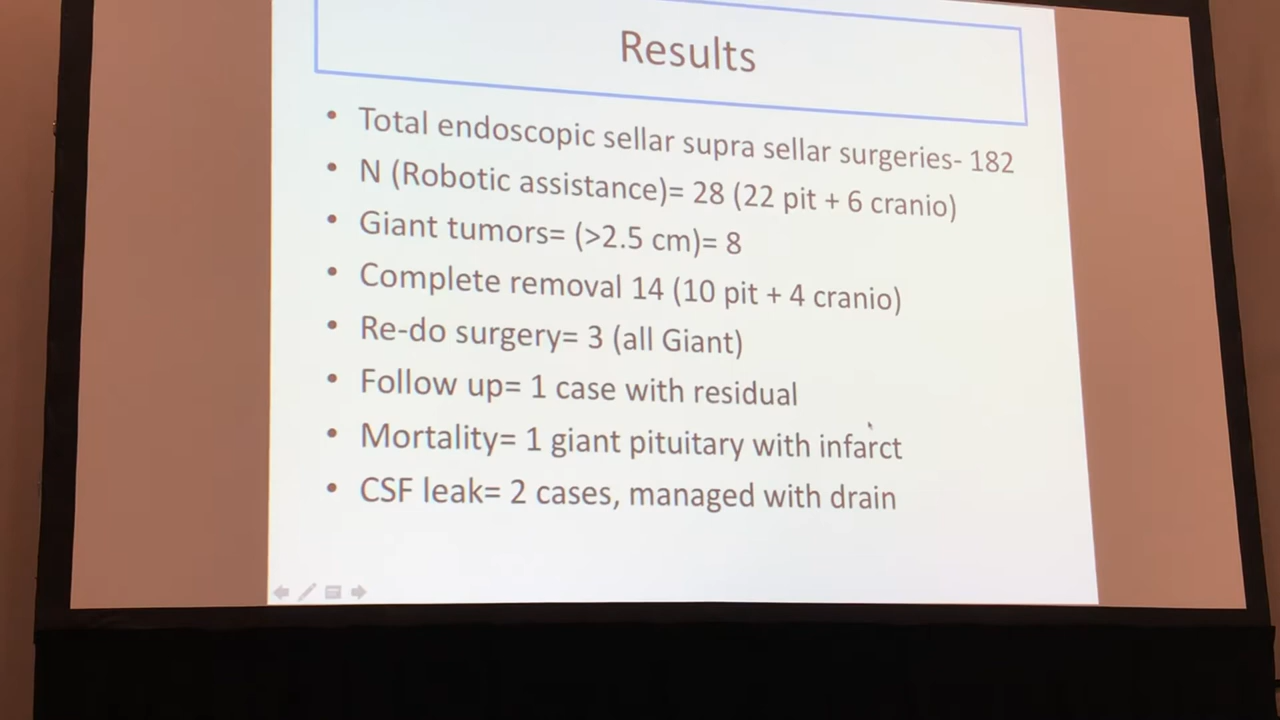 Results
• Total endoscopic sellar supra sellar surgeries- 182
• N (Robotic assistance)= 28 (22 pit + 6 cranio)
• Giant tumors= (>2.5 cm)= 8
• Complete removal 14 (10 pit + 4 cranio)
• Re-do surgery= 3 (all Giant)
• Follow up= 1 case with residual
• Mortality= 1 giant pituitary with infarct
• CSF leak= 2 cases, managed with drain